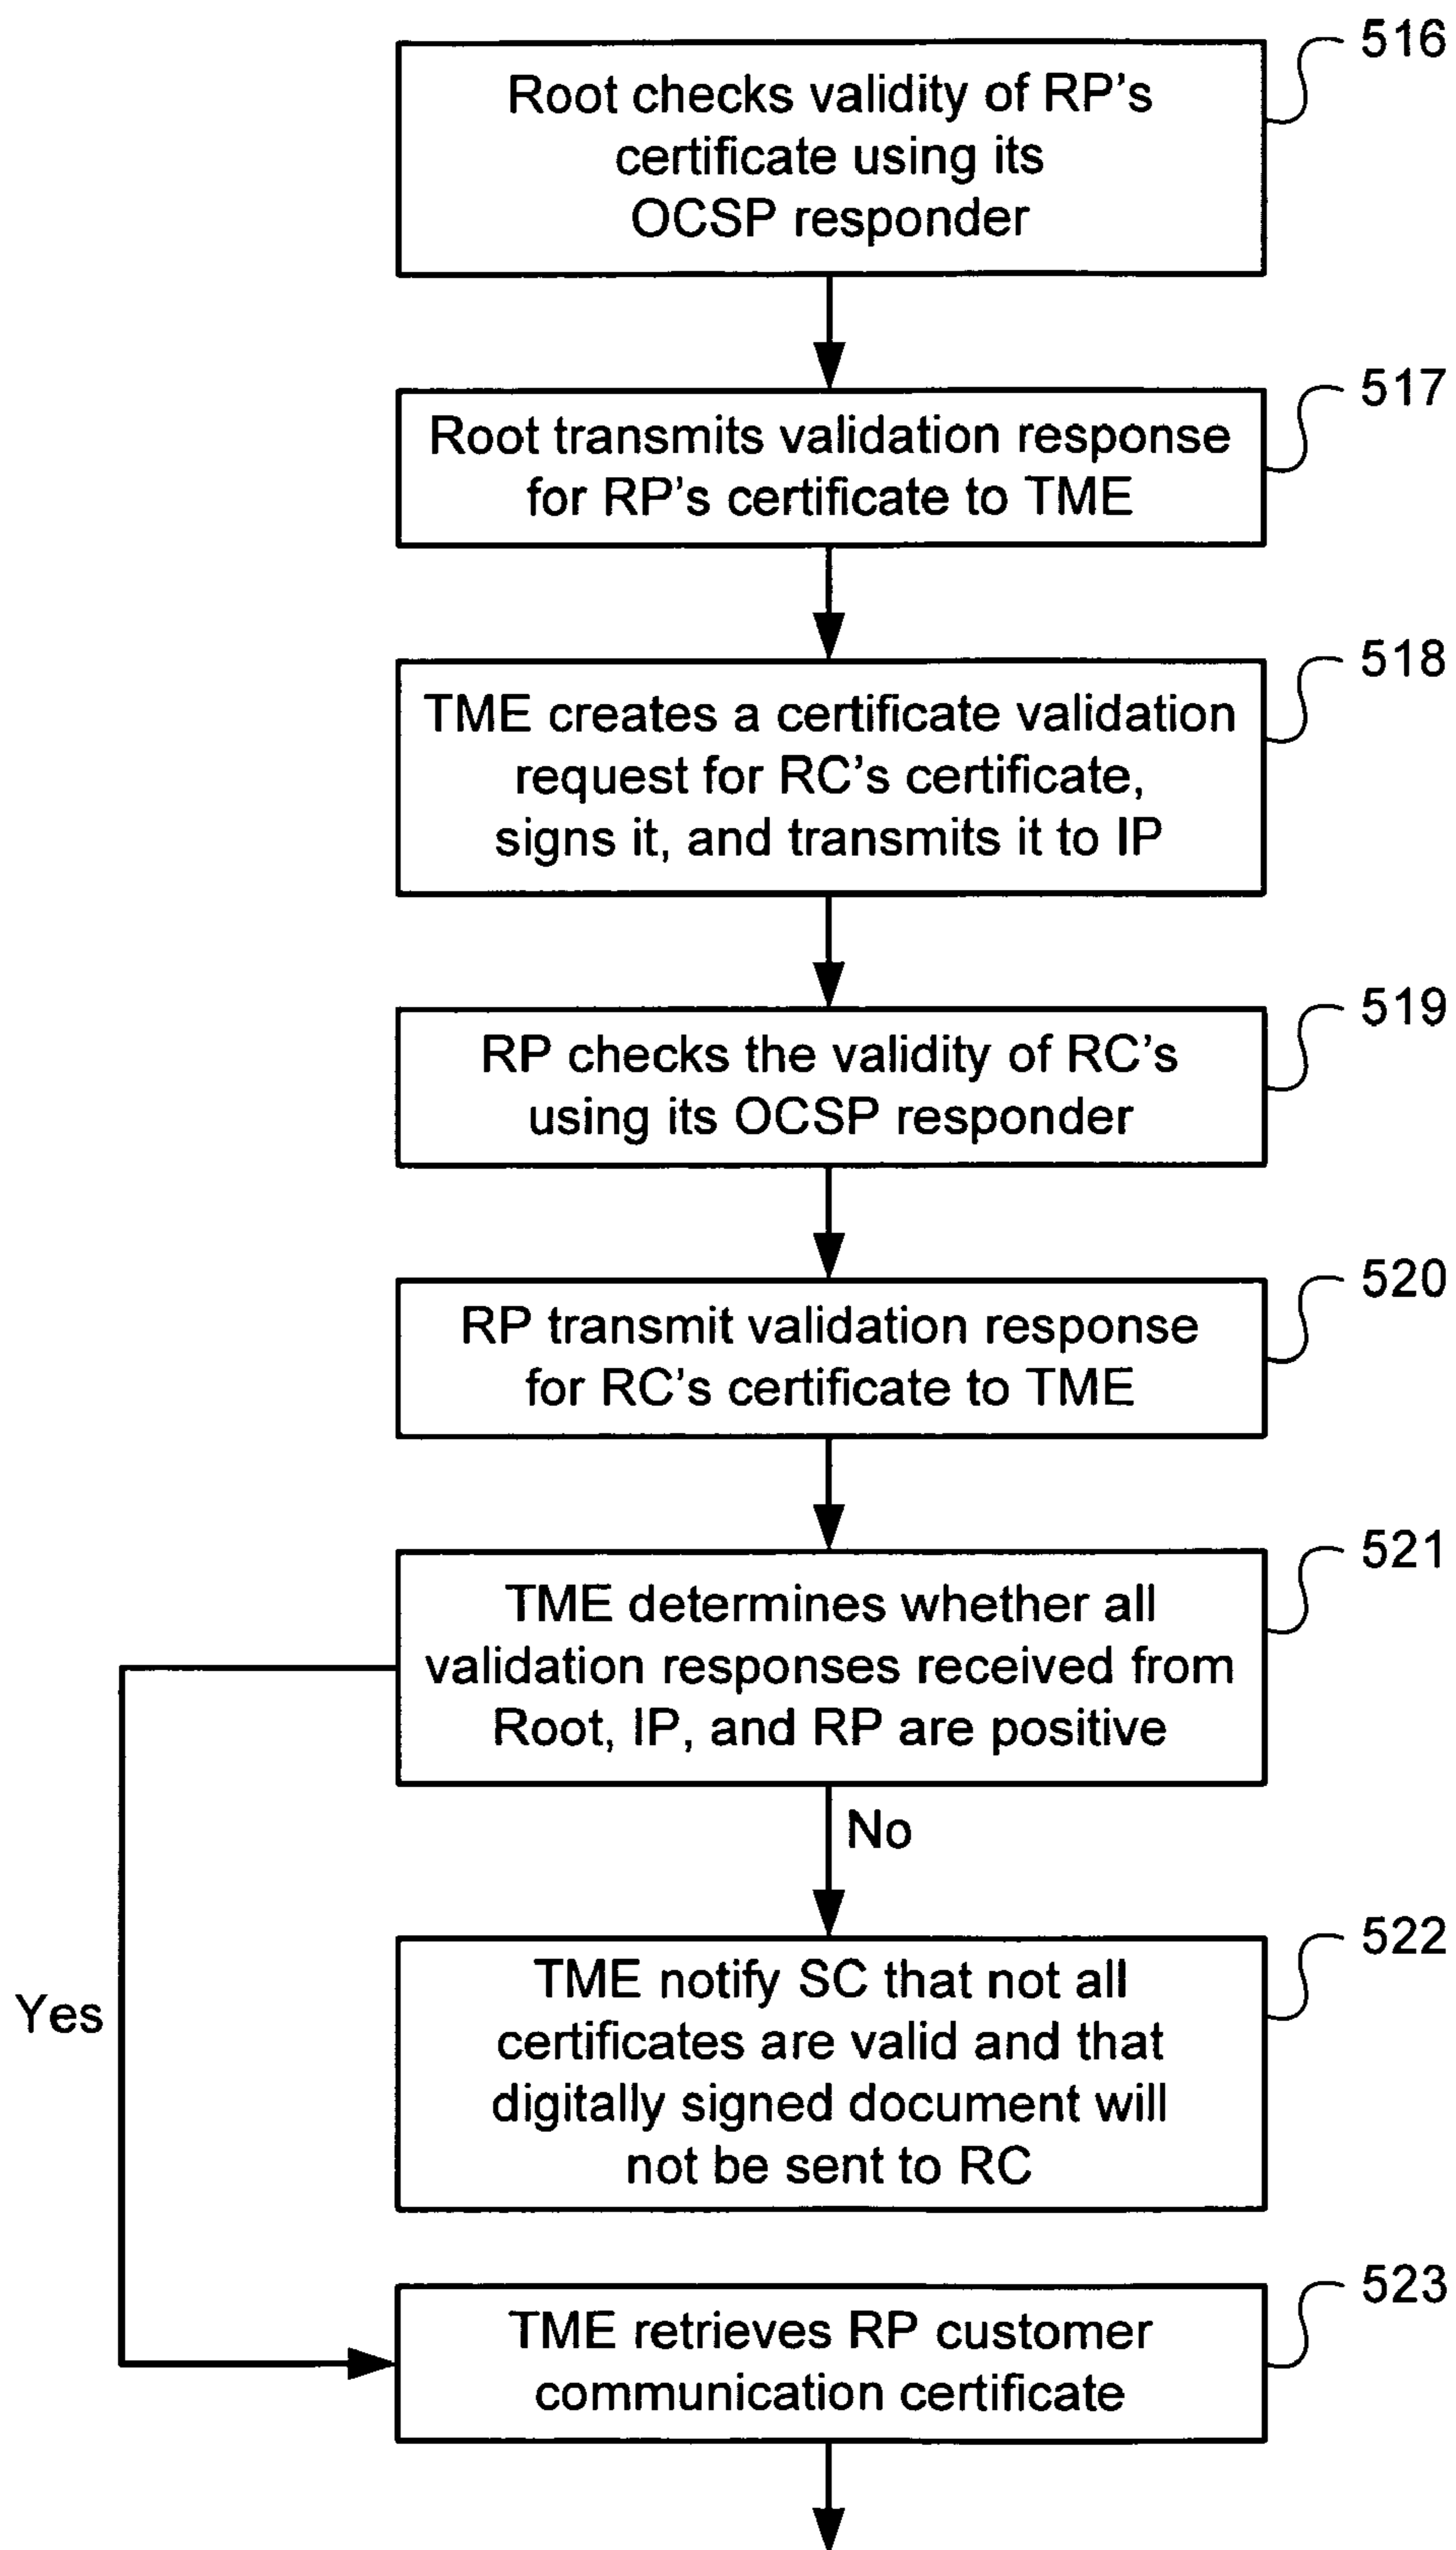 516
Root checks validity of RP's
certificate using its
OCSP responder
517
Root transmits validation response
for RP's certificate to TME
518
TME creates a certificate validation
request for RC's certificate,
signs it, and transmits it to IP
519
RP checks the validity of RC's
using its OCSP responder
520
RP transmit validation response
for RC's certificate to TME
521
TME determines whether all
validation responses received from
Root, IP, and RP are positive
No
522
TME notify SC that not all
certificates are valid and that
digitally signed document will
not be sent to RC
Yes
523
TME retrieves RP customer
communication certificate